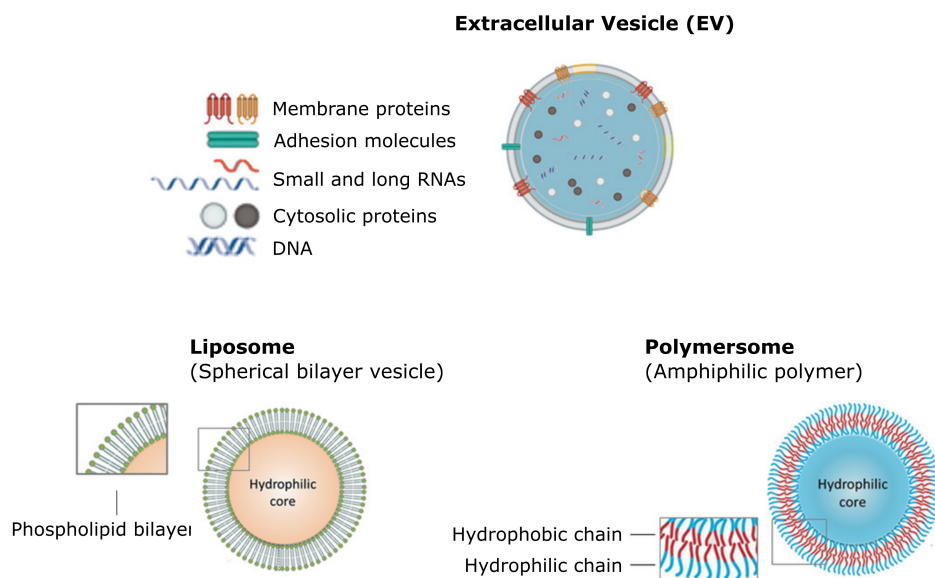 Extracellular Vesicle (EV)
Membrane proteins
Adhesion molecules
Small and long RNAs
Cytosolic proteins
DNA
Liposome
(Spherical bilayer vesicle)
Hydrophilic
core
Phospholipid bilayer
Polymersome
(Amphiphilic polymer)
Hydrophilic
core
Hydrophobic chain
Hydrophilic chain